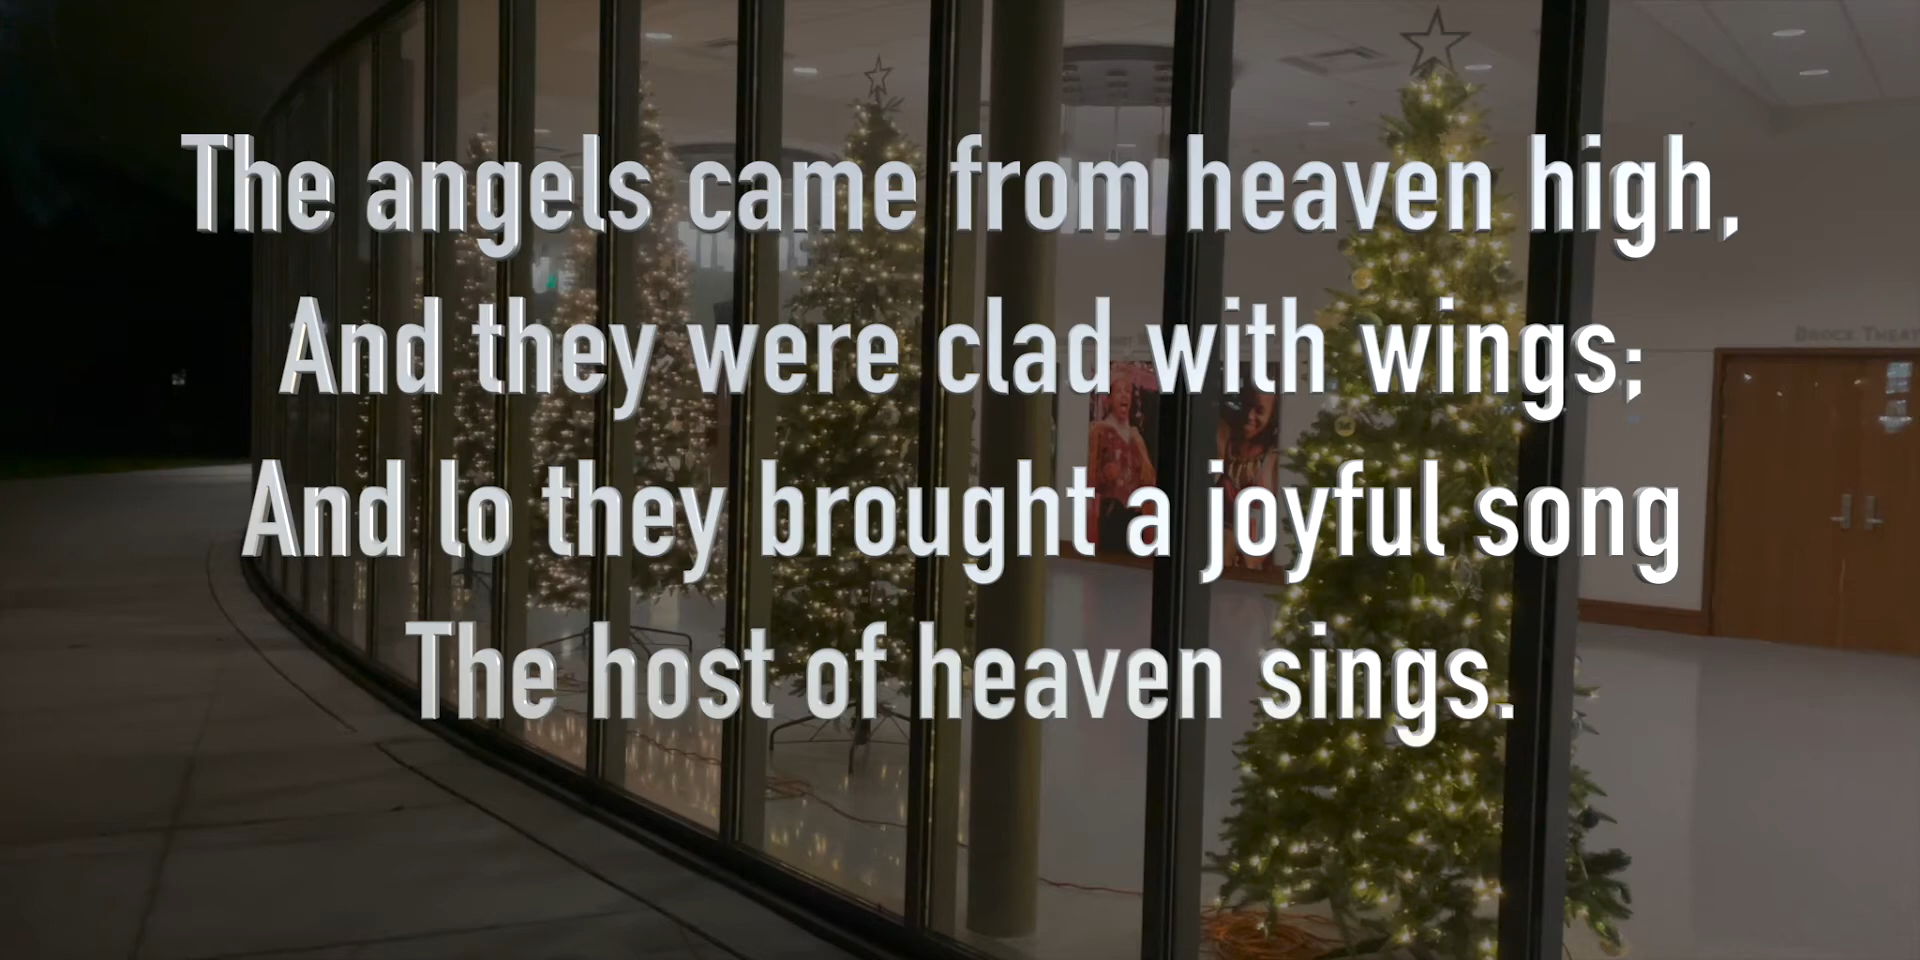 The angels came from heaven high,
And they were clad with wings;
And lo they brought a joyful song
The host of heaven sings.